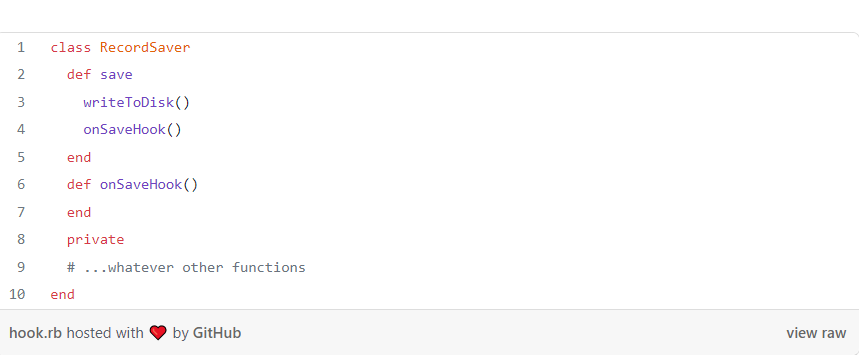 1 class RecordSaver
2   def save
3     writeToDisk()
4     onSaveHook()
5   end
6   def onSaveHook()
7   end
8   private
9   # ...whatever other functions
10 end
hook.rb hosted with ❤ by GitHub view raw